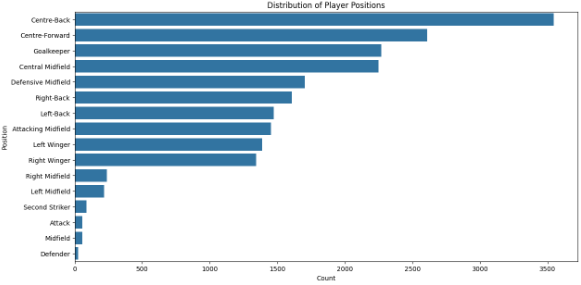 Distribution of Player Positions
Position
Centre-Back
Centre-Forward
Goalkeeper
Central Midfield
Defensive Midfield
Right-Back
Left-Back
Attacking Midfield
Left Winger
Right Winger
Right Midfield
Left Midfield
Second Striker
Attack
Midfield
Defender
0 500 1000 1500 2000 2500 3000 3500
Count